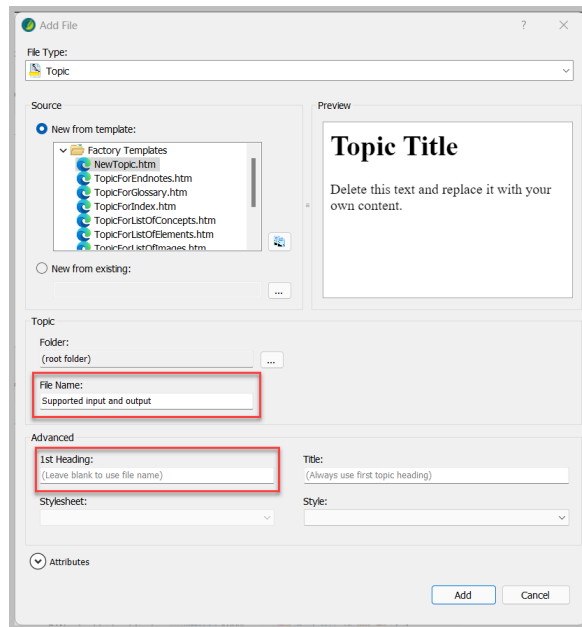 Add File
?
File Type:
Topic
Source
New from template:
Factory Templates
NewTopic.htm
TopicForEndnotes.htm
TopicForGlossary.htm
TopicForIndex.htm
TopicForListOfConcepts.htm
TopicForListOfElements.htm
TopicForListOfImages.htm
New from existing:
...
Preview
Topic Title
Delete this text and replace it with your
own content.
Topic
Folder:
(root folder)
...
File Name:
Supported input and output
Advanced
1st Heading:
(Leave blank to use file name)
Title:
(Always use first topic heading)
Stylesheet:
Style:
Attributes
Add
Cancel